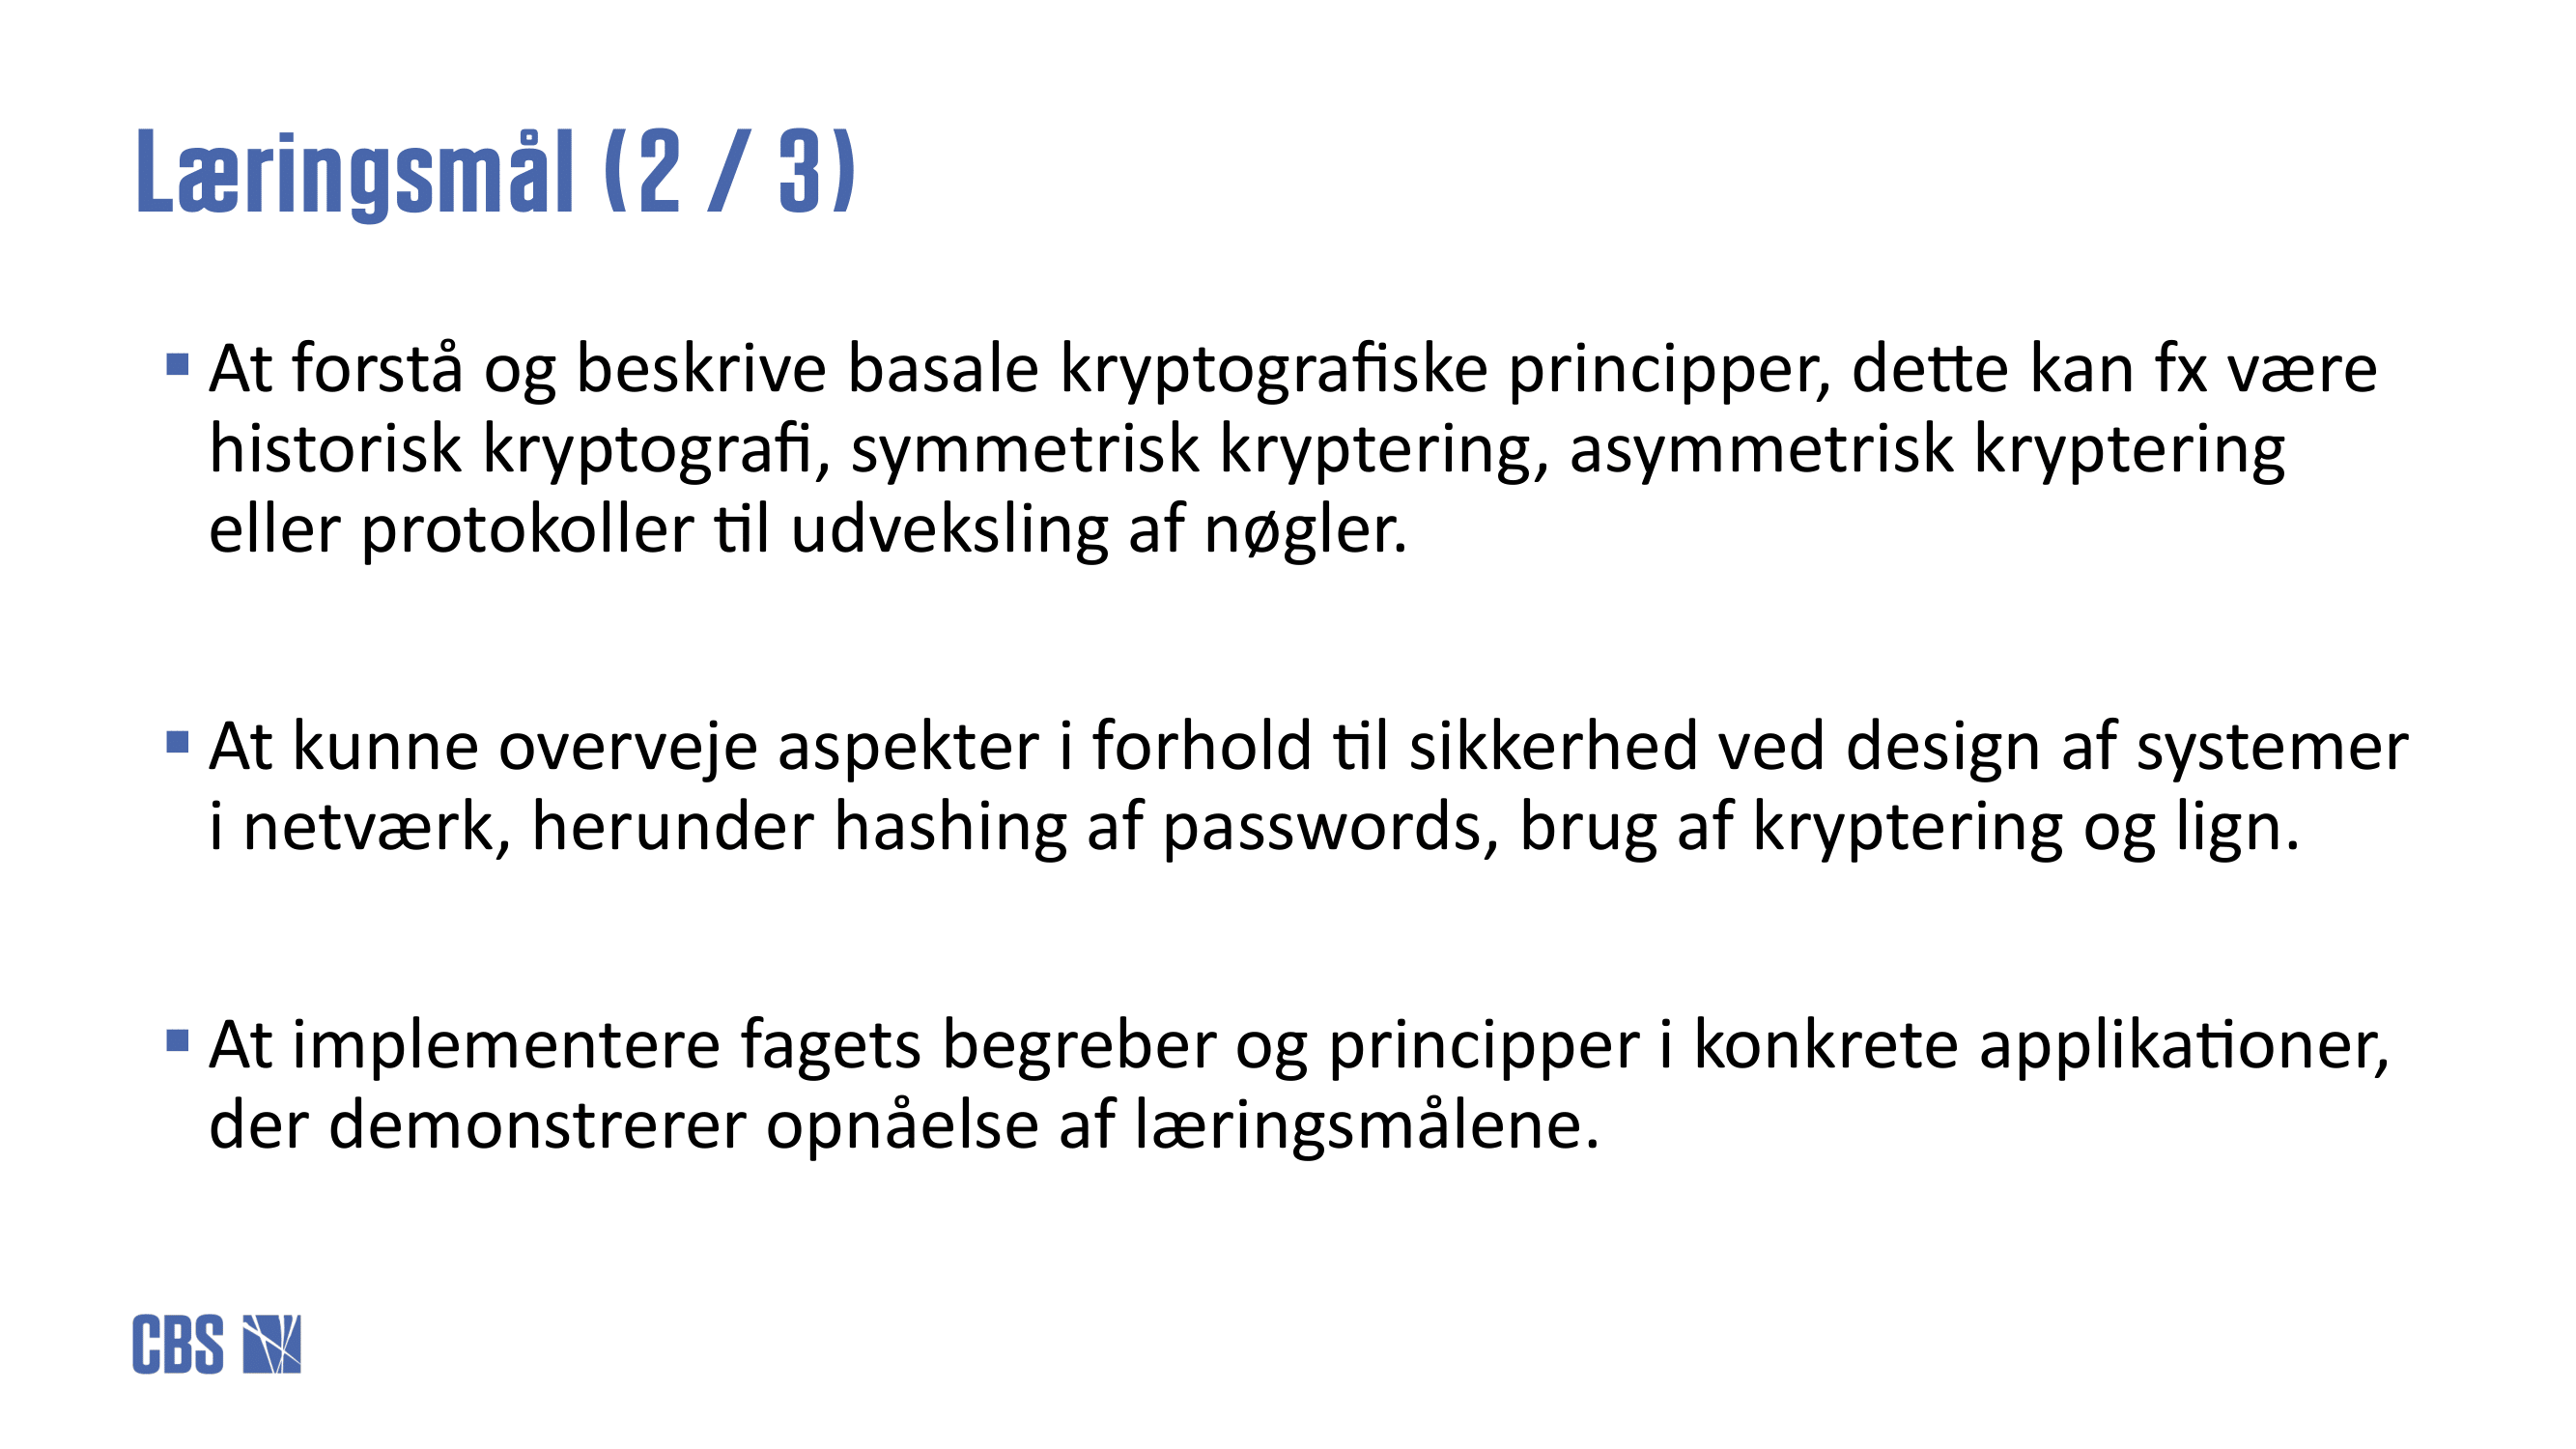 Læringsmål (2 / 3)
▪ At forstå og beskrive basale kryptografiske principper, dette kan fx være
historisk kryptografi, symmetrisk kryptering, asymmetrisk kryptering
eller protokoller til udveksling af nøgler.
▪ At kunne overveje aspekter i forhold til sikkerhed ved design af systemer
i netværk, herunder hashing af passwords, brug af kryptering og lign.
▪ At implementere fagets begreber og principper i konkrete applikationer,
der demonstrerer opnåelse af læringsmålene.
CBS